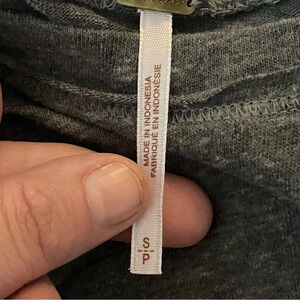 MADE IN INDONESIA
FABRIQUÉ EN INDONÉSIE
S:P